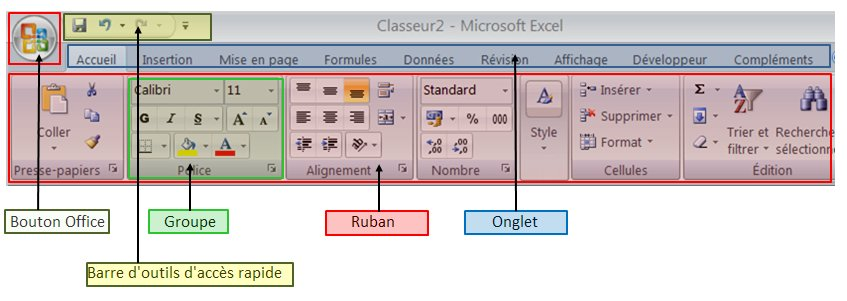 Classeur2 - Microsoft Excel
Accueil Insertion Mise en page Formules Données Révision Affichage Développeur Compléments
Calibri 11 Standard Insérer Σ
Coller G I S % 000 Style Supprimer Trier et Recherche
A ,00 Format filtrer sélectionn
Presse-papiers Police Alignement Nombre Cellules Édition
Bouton Office Groupe Ruban Onglet
Barre d'outils d'accès rapide